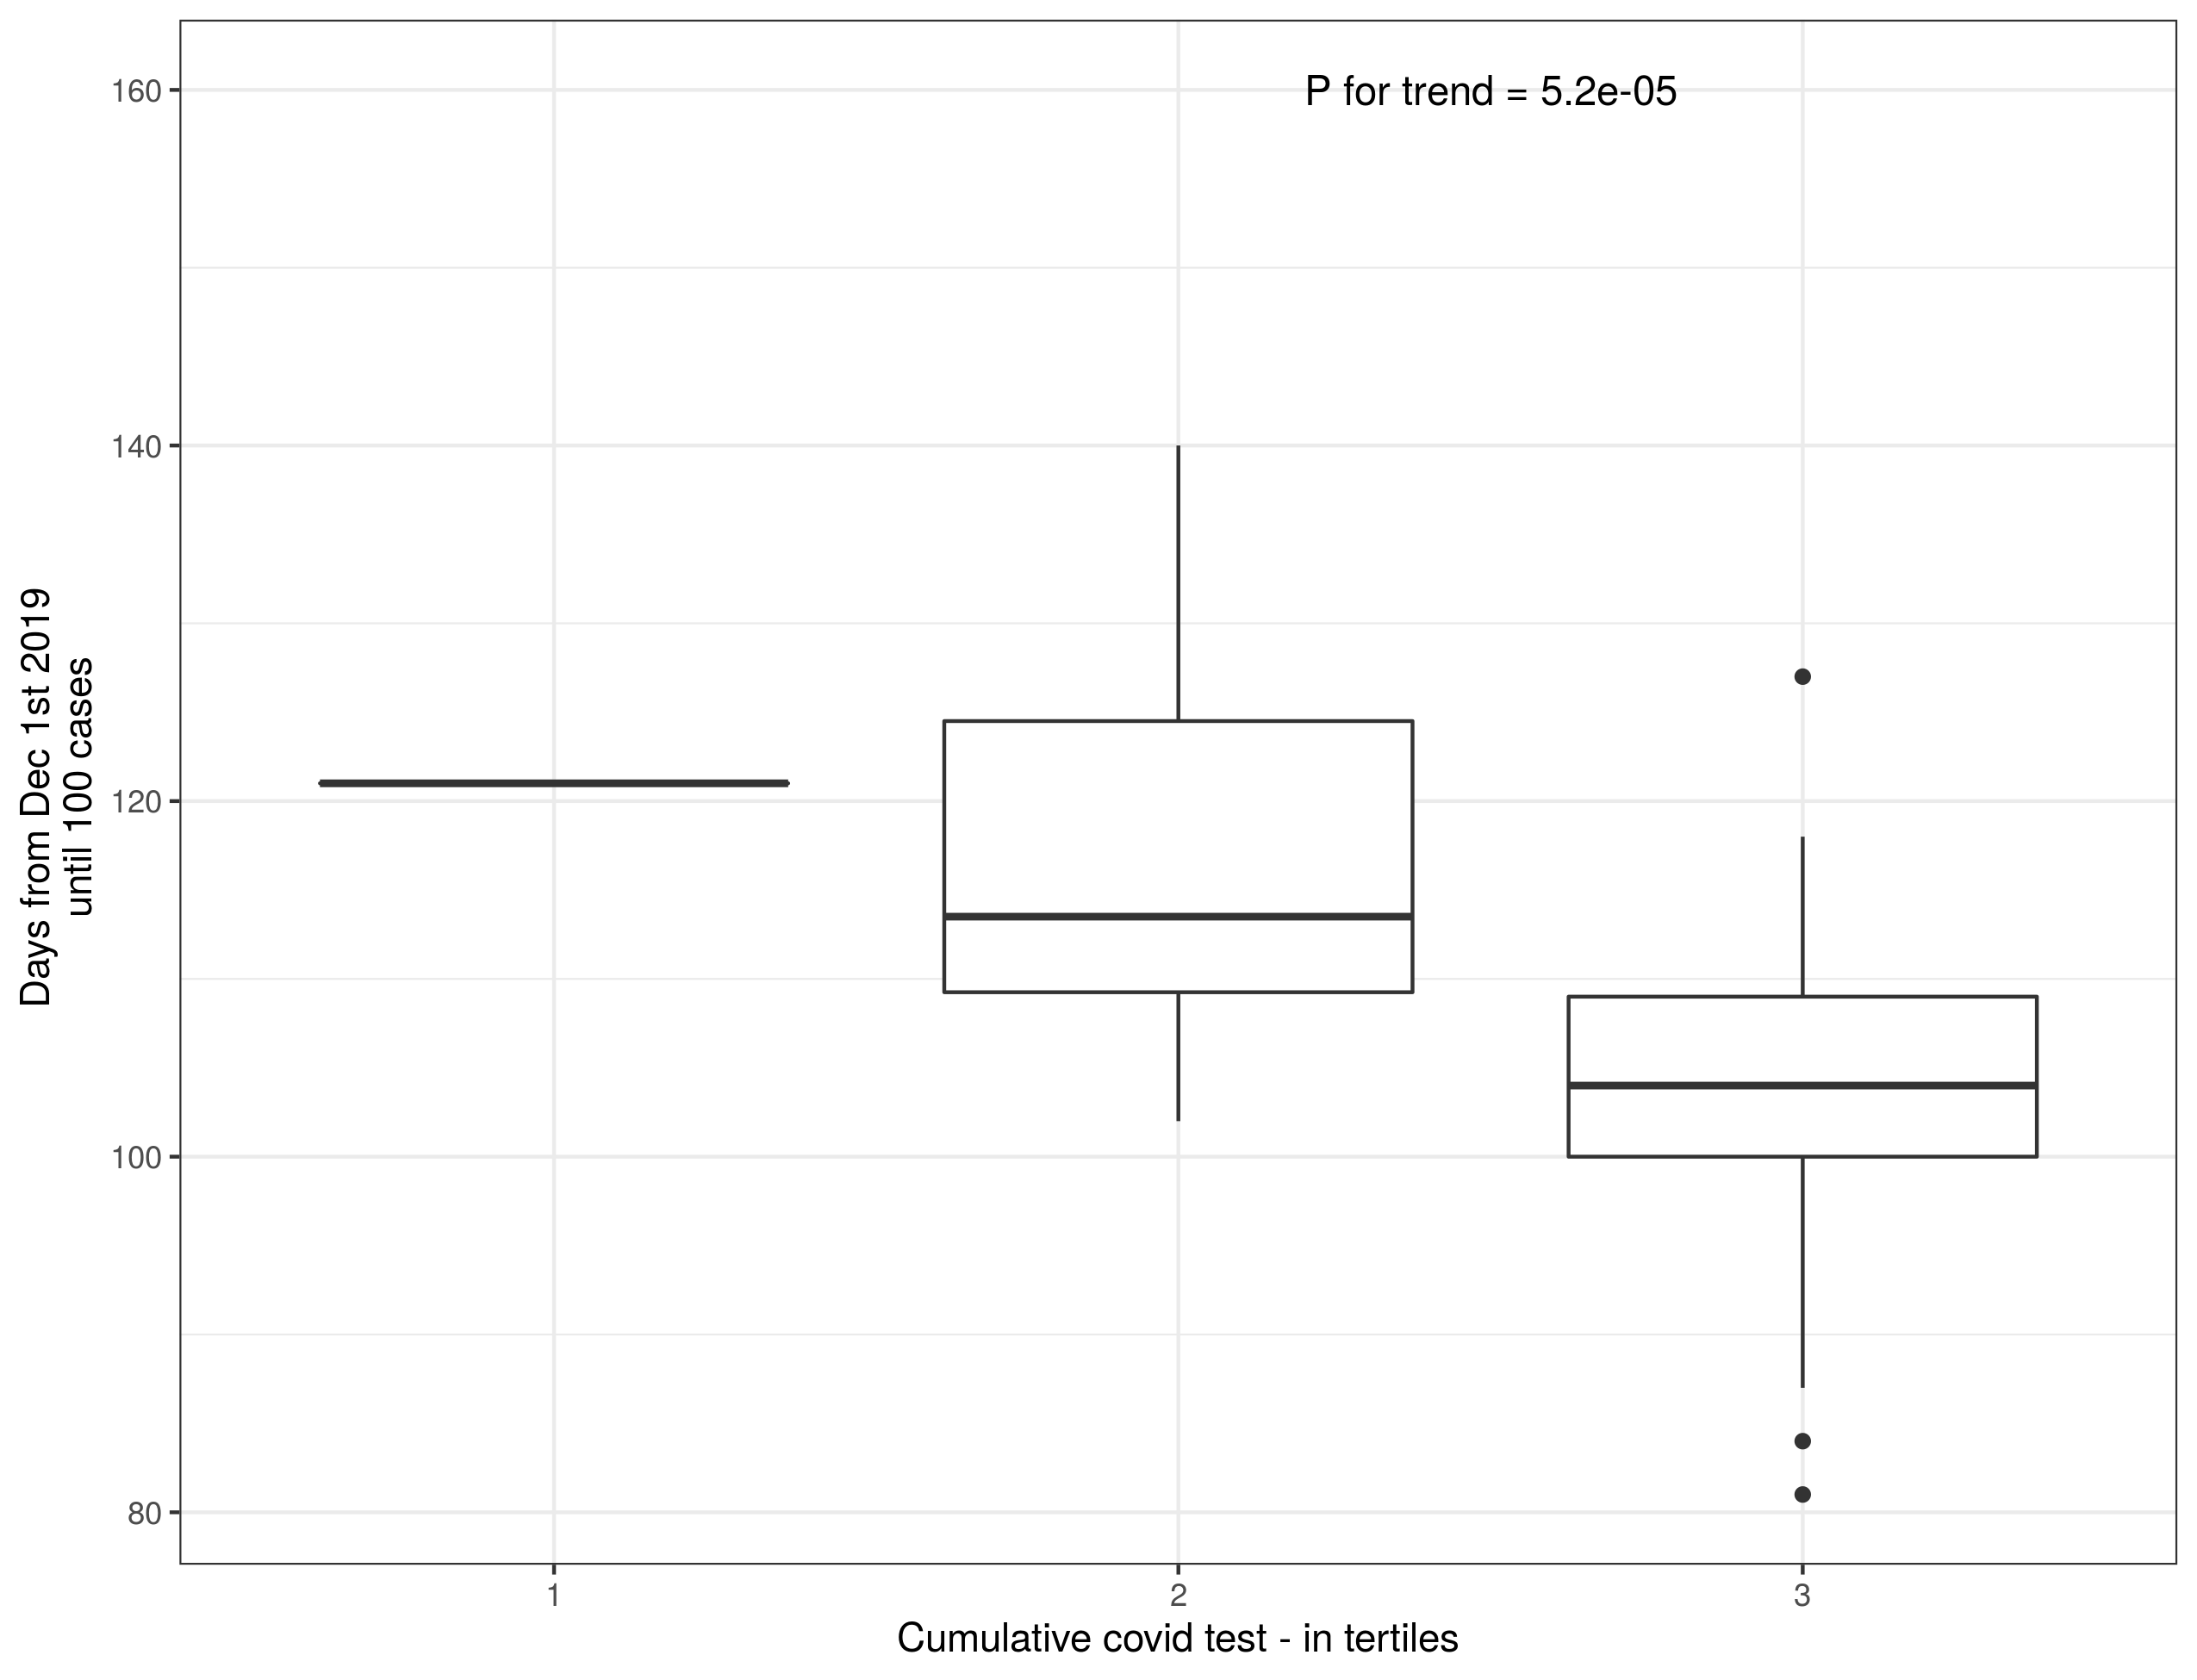 P for trend = 5.2e-05
160
140
120
100
80
Days from Dec 1st 2019
until 100 cases
1
2
3
Cumulative covid test - in tertiles